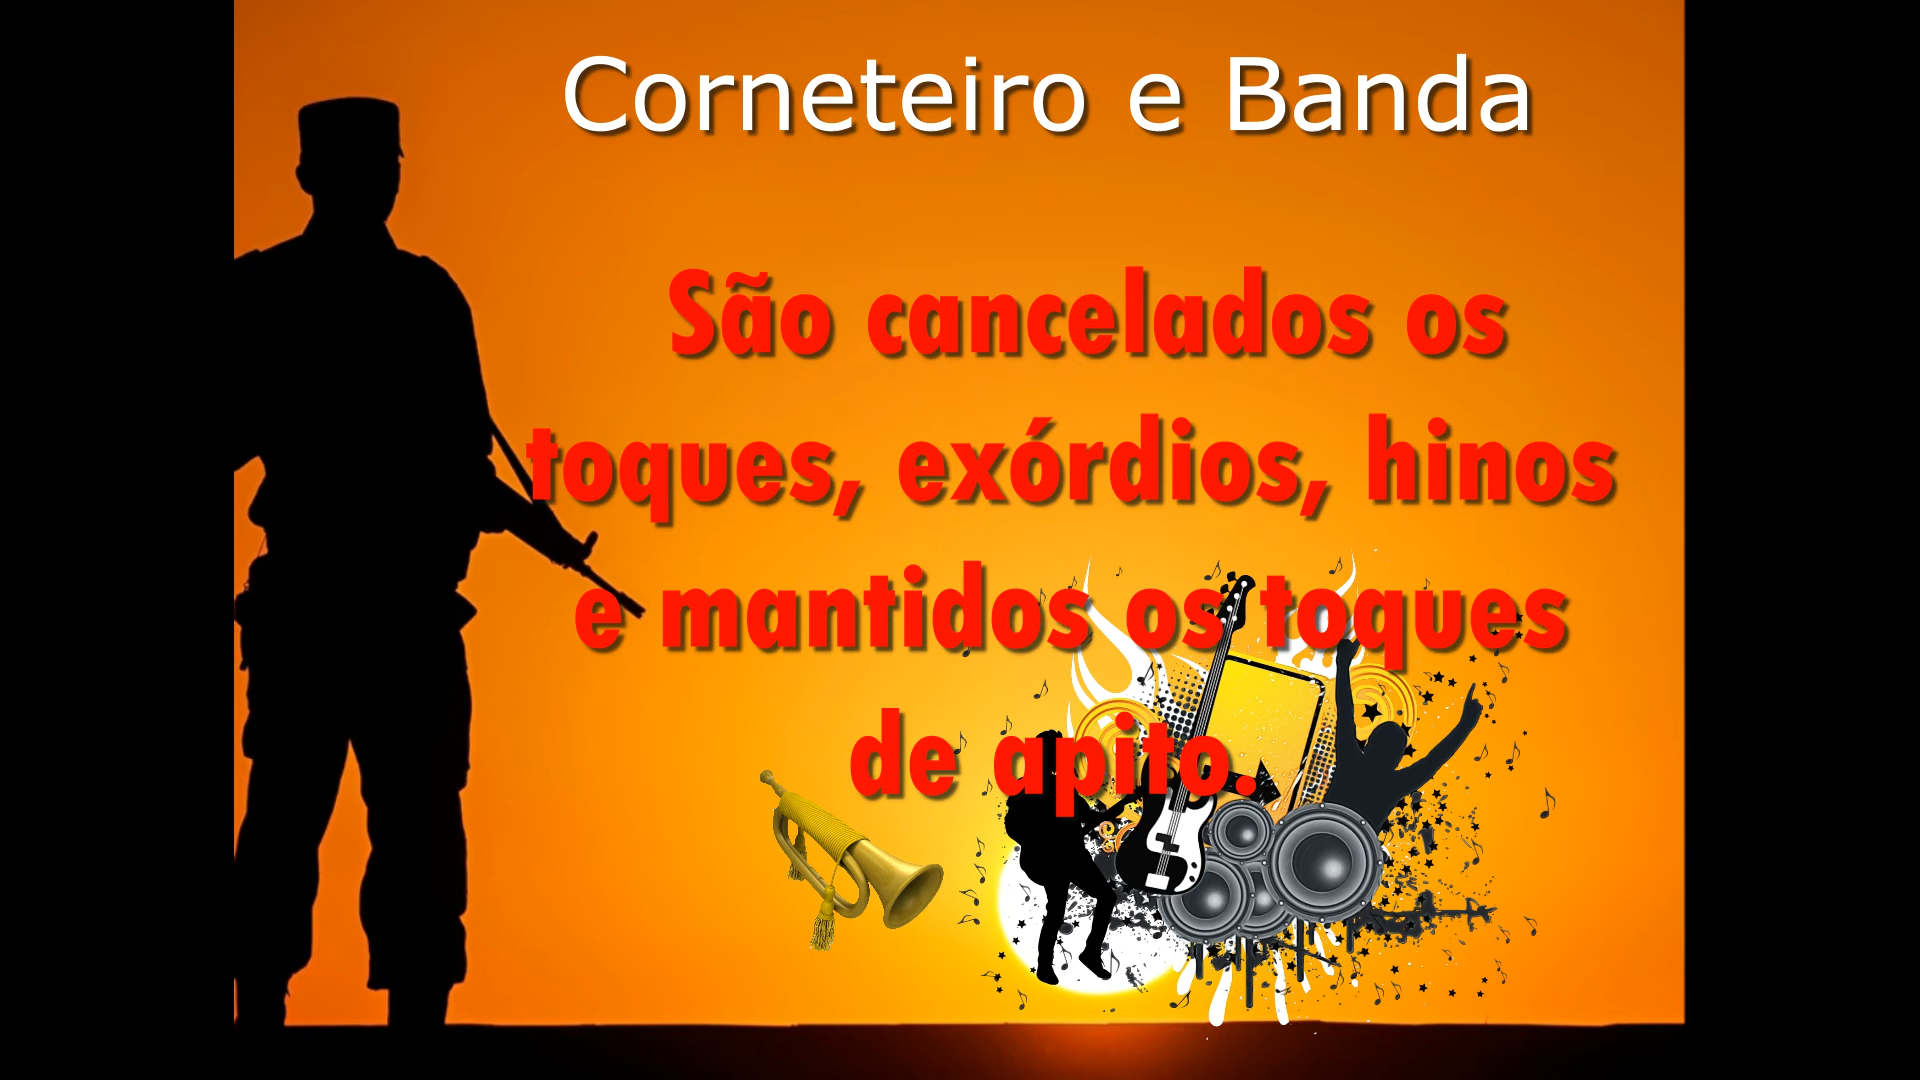 Corneteiro e Banda
São cancelados os
toques, exórdios, hinos
e mantidos os toques
de apito.